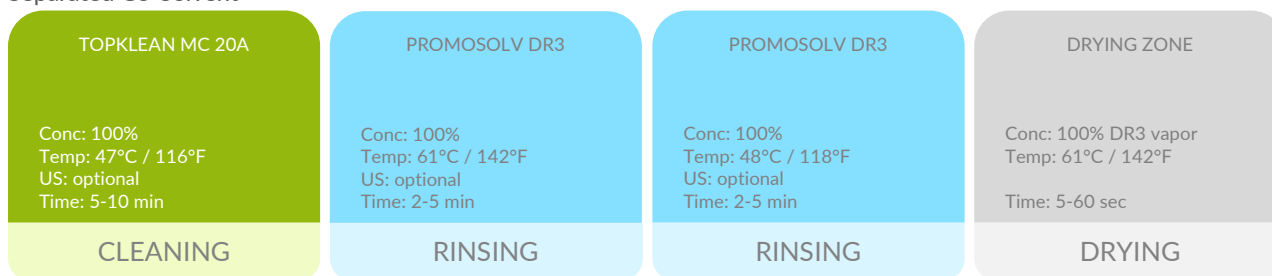 TOPKLEAN MC 20A
Conc: 100%
Temp: 47°C / 116°F
US: optional
Time: 5-10 min
CLEANING
PROMOSOLV DR3
Conc: 100%
Temp: 61°C / 142°F
US: optional
Time: 2-5 min
RINSING
PROMOSOLV DR3
Conc: 100%
Temp: 48°C / 118°F
US: optional
Time: 2-5 min
RINSING
DRYING ZONE
Conc: 100% DR3 vapor
Temp: 61°C / 142°F
Time: 5-60 sec
DRYING